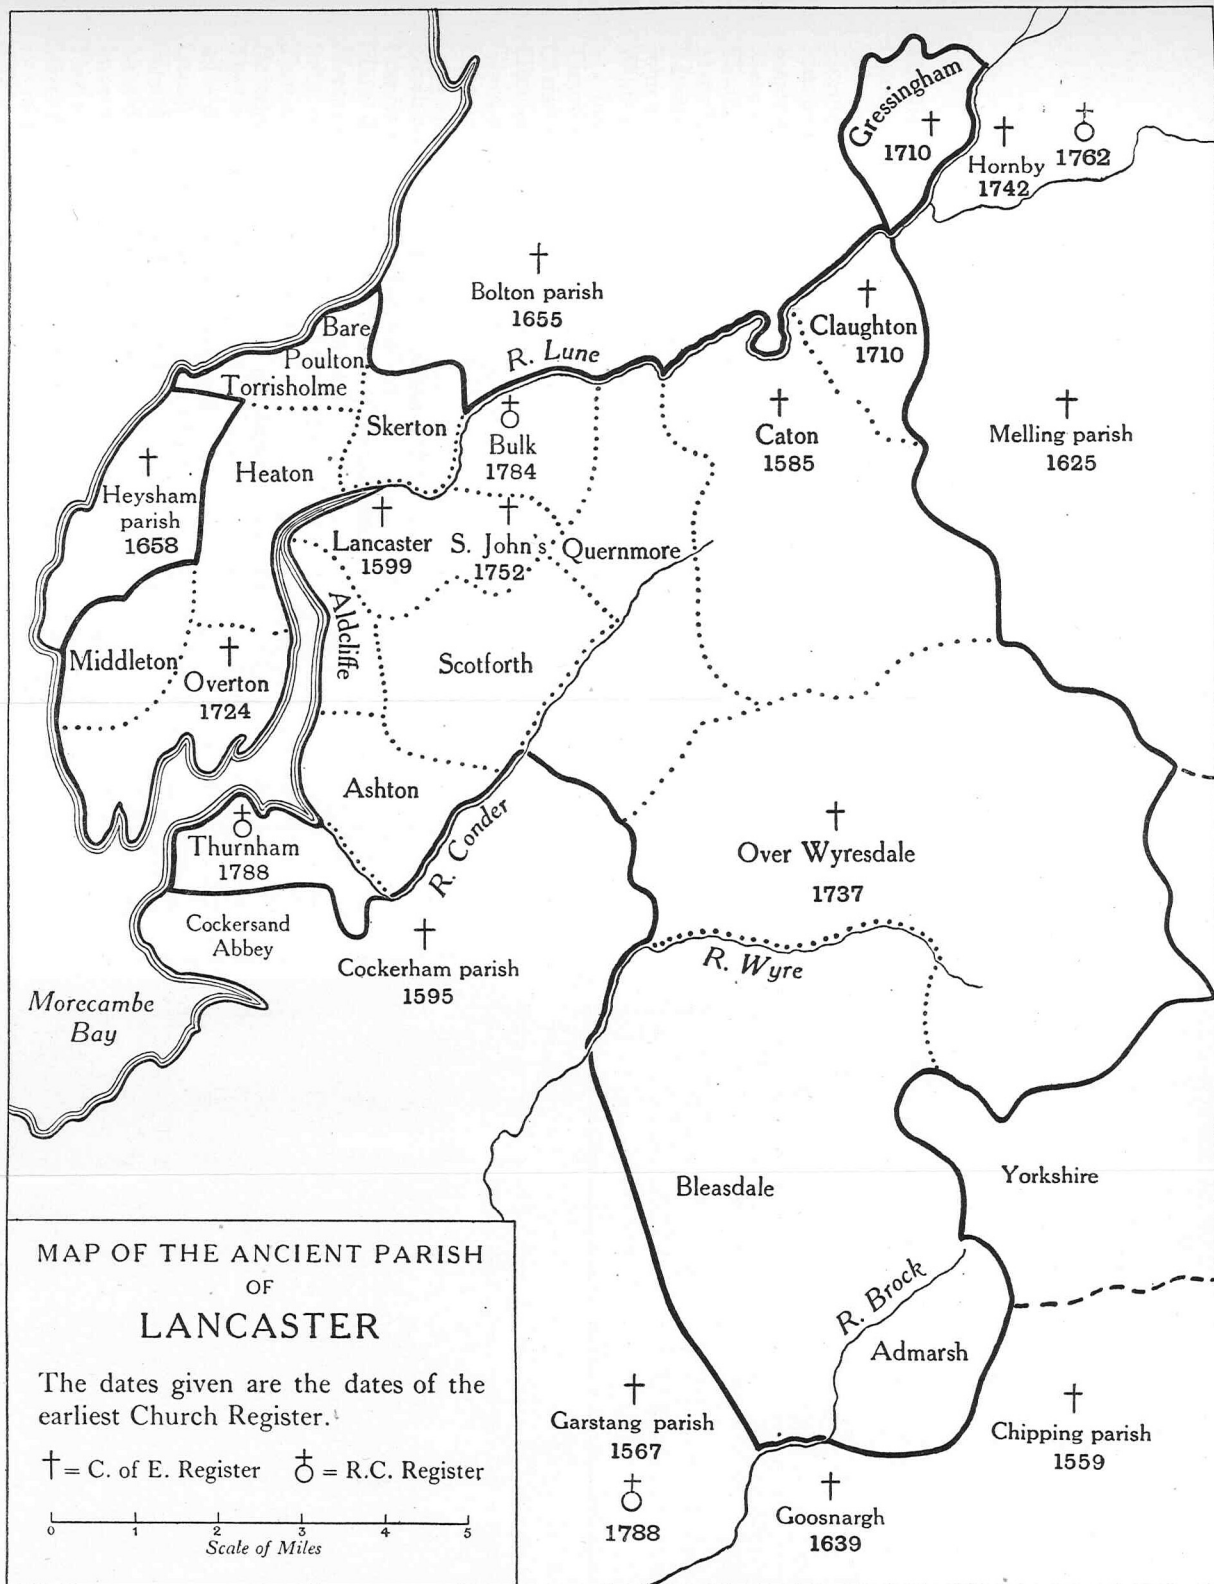 Gressingham
†
1710
†
Hornby
1742
1762
†
Bolton parish
1655
R. Lune
†
Claughton
1710
Bare
Poulton
Torrisholme
Skerton
Bulk
1784
†
Caton
1585
†
Melling parish
1625
Heaton
†
Heysham
parish
1658
†
Lancaster
1599
†
S. John's
1752
Quernmore
Aldcliffe
Middleton
†
Overton
1724
Scotforth
Ashton
R. Conder
Thurnham
1788
†
Over Wyresdale
1737
Cockersand
Abbey
†
Cockerham parish
1595
R. Wyre
Morecambe
Bay
Bleasdale
Yorkshire
R. Brock
Admarsh
†
Garstang parish
1567
1788
†
Goosnargh
1639
†
Chipping parish
1559
MAP OF THE ANCIENT PARISH
OF
LANCASTER
The dates given are the dates of the
earliest Church Register.
† = C. of E. Register ♁ = R.C. Register
0 1 2 3 4 5
Scale of Miles